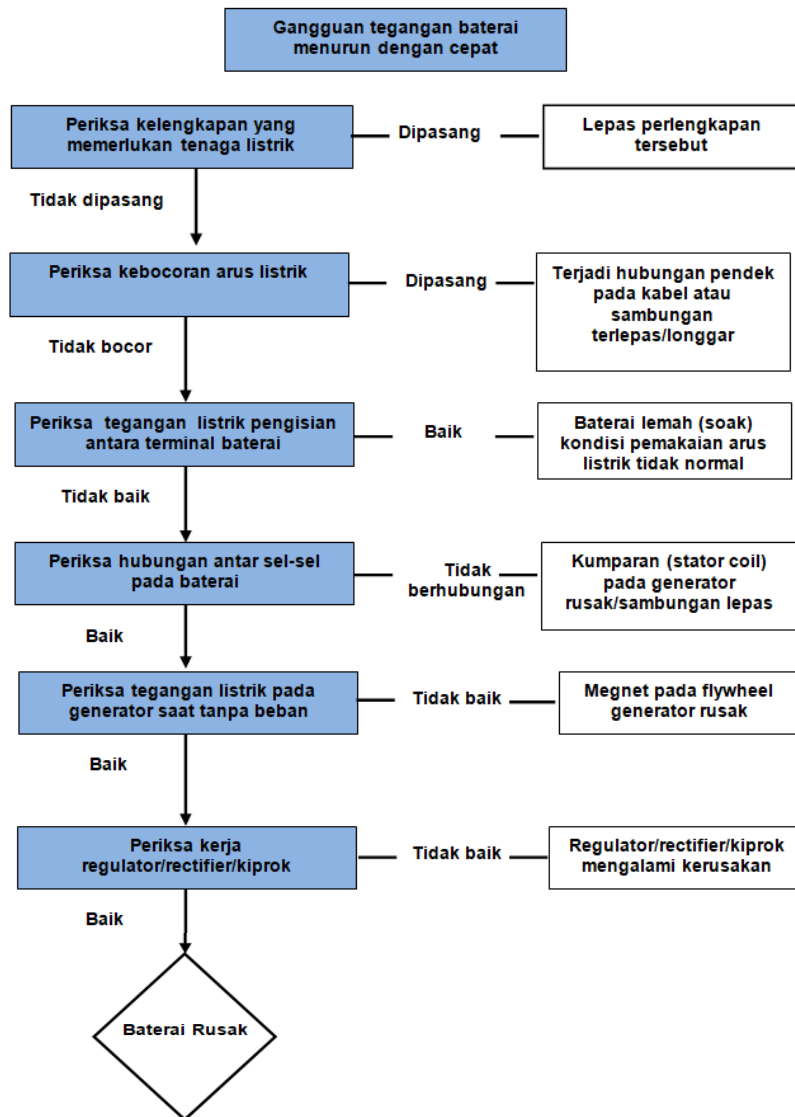 Gangguan tegangan baterai
menurun dengan cepat
Periksa kelengkapan yang
memerlukan tenaga listrik
Dipasang
Lepas perlengkapan
tersebut
Tidak dipasang
Periksa kebocoran arus listrik
Dipasang
Terjadi hubungan pendek
pada kabel atau
sambungan
terlepas/longgar
Tidak bocor
Periksa tegangan listrik pengisian
antara terminal baterai
Baik
Baterai lemah (soak)
kondisi pemakaian arus
listrik tidak normal
Tidak baik
Periksa hubungan antar sel-sel
pada baterai
Tidak
berhubungan
Kumparan (stator coil)
pada generator
rusak/sambungan lepas
Baik
Periksa tegangan listrik pada
generator saat tanpa beban
Tidak baik
Megnet pada flywheel
generator rusak
Baik
Periksa kerja
regulator/rectifier/kiprok
Tidak baik
Regulator/rectifier/kiprok
mengalami kerusakan
Baik
Baterai Rusak